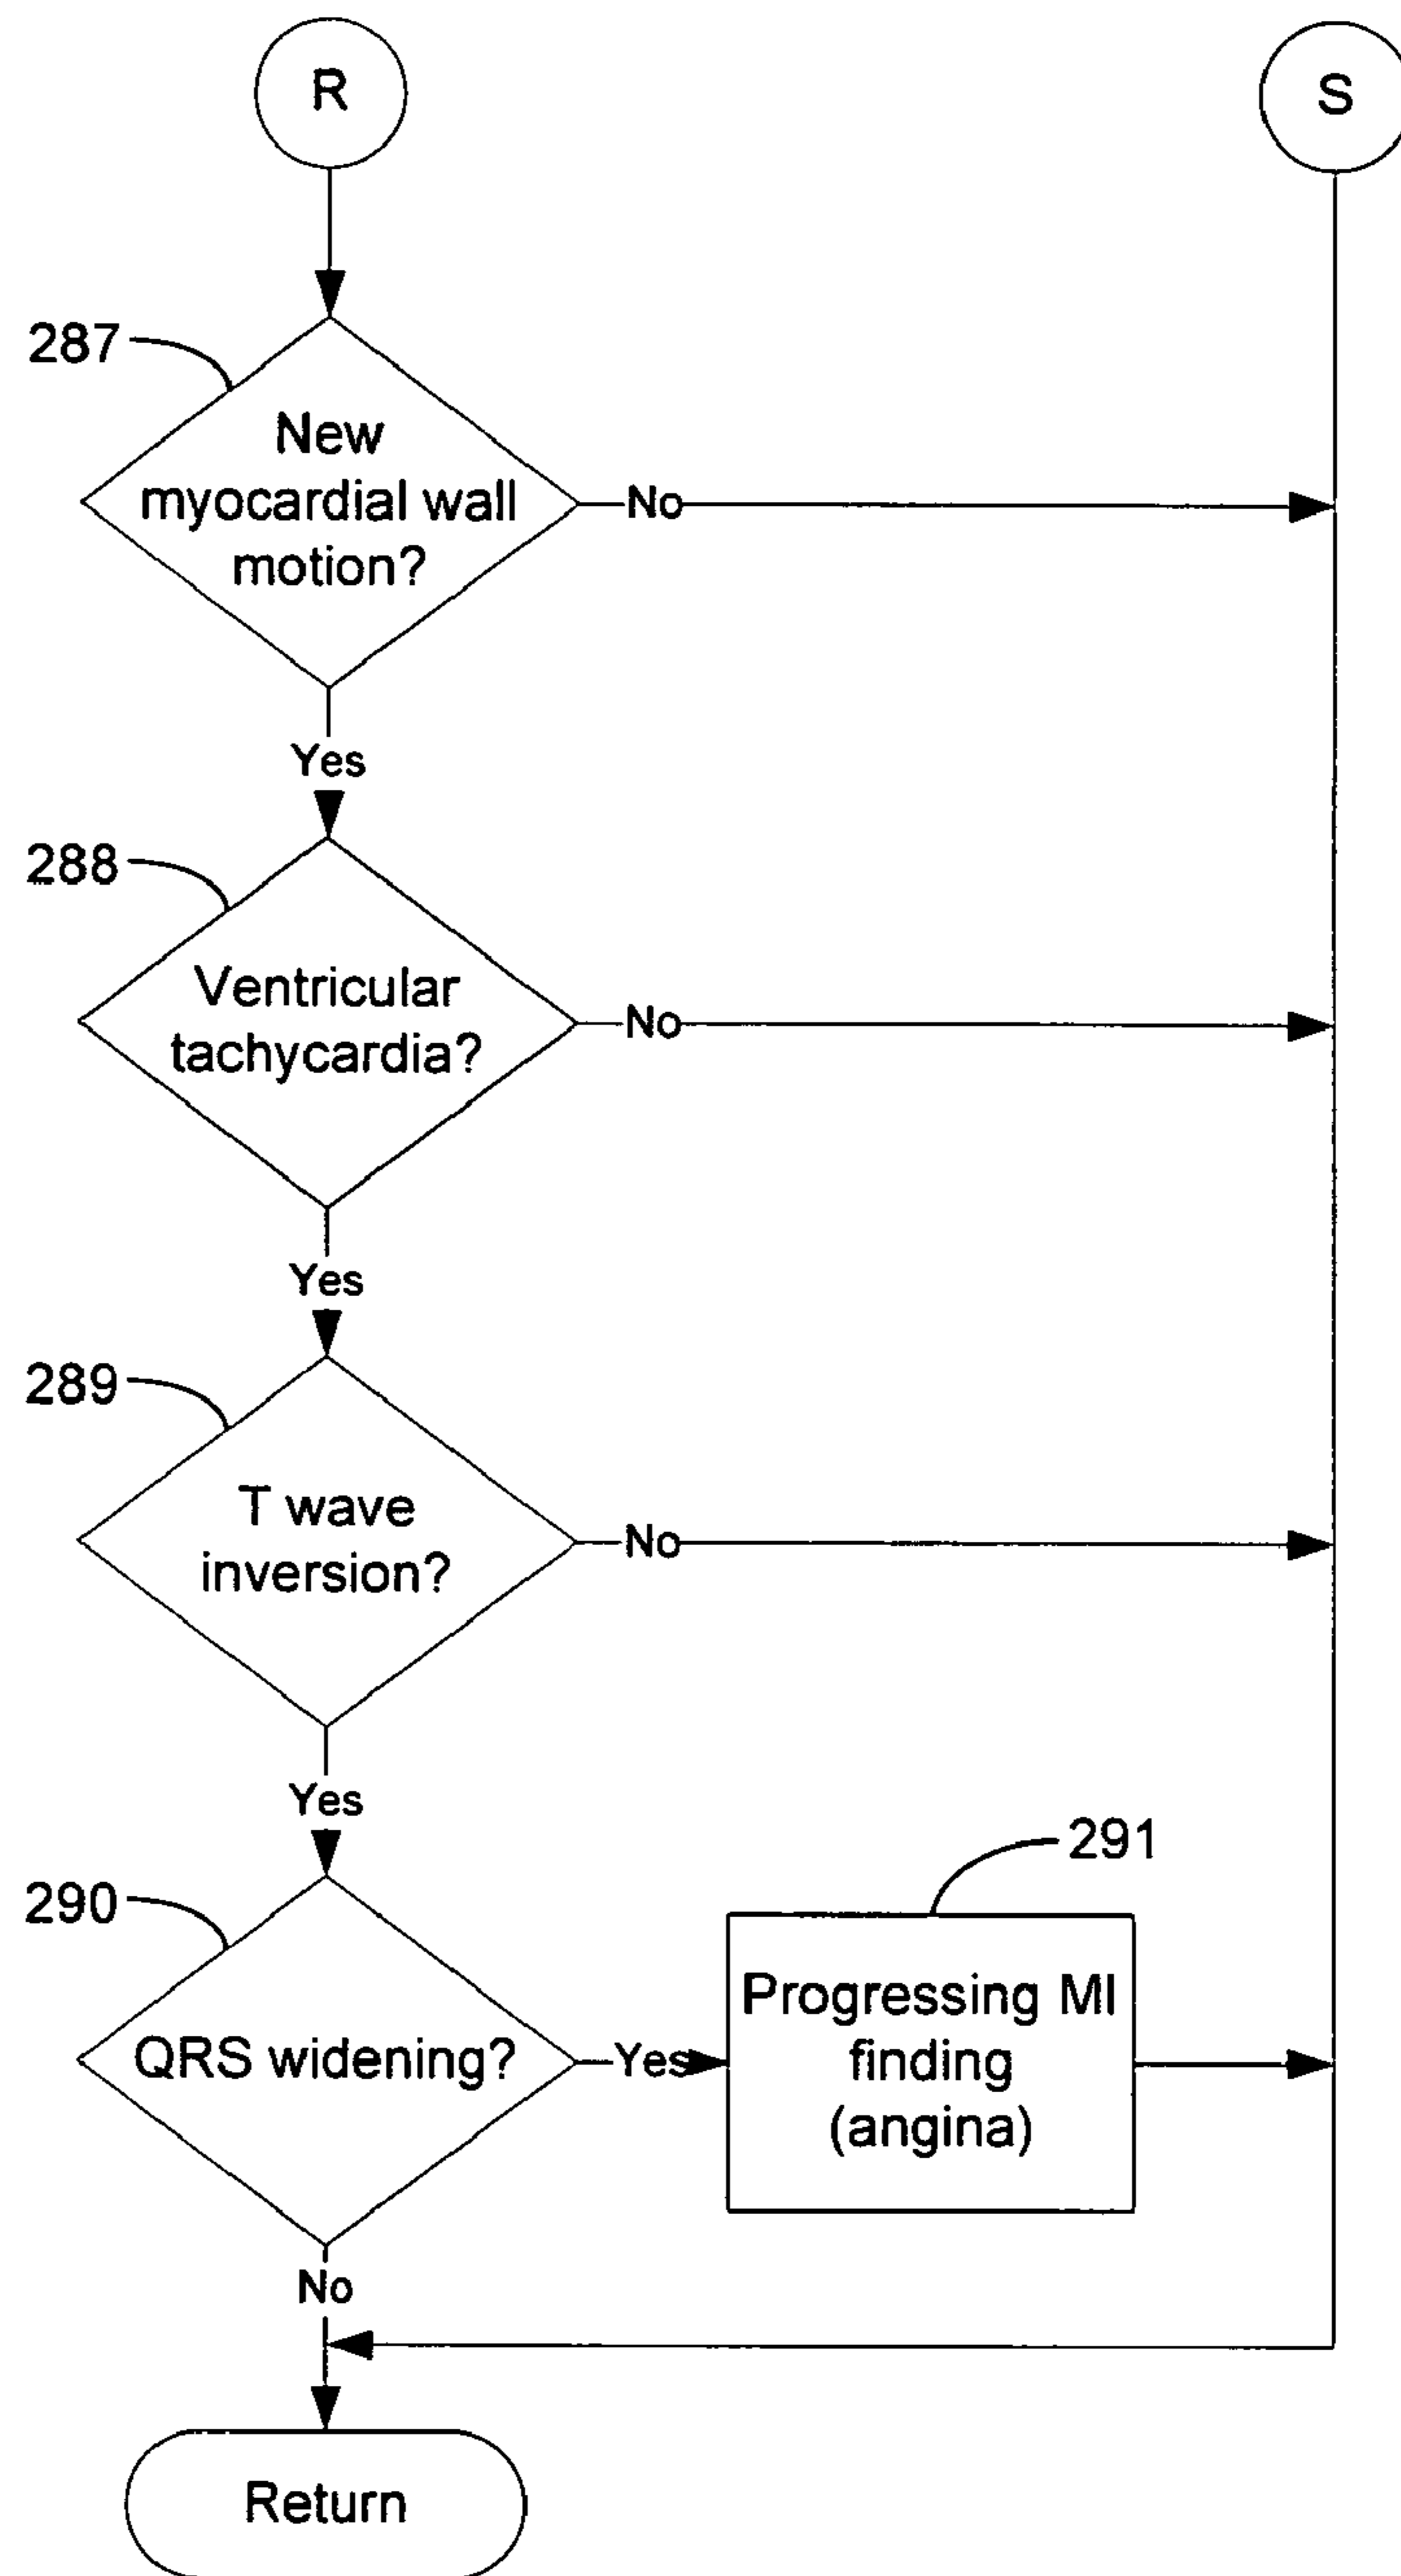 R
S
287
New
myocardial wall
motion?
No
Yes
288
Ventricular
tachycardia?
No
Yes
289
T wave
inversion?
No
Yes
290
QRS widening?
Yes
291
Progressing MI
finding
(angina)
No
Return